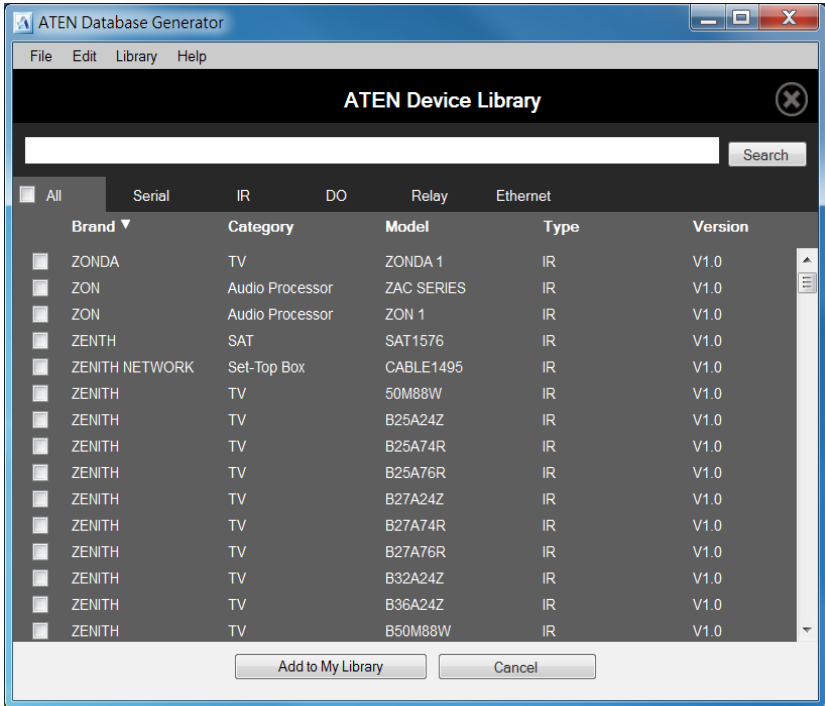 ATEN Database Generator
File Edit Library Help
ATEN Device Library
Search
All Serial IR DO Relay Ethernet
Brand ▼ Category Model Type Version
ZONDA TV ZONDA 1 IR V1.0
ZON Audio Processor ZAC SERIES IR V1.0
ZON Audio Processor ZON 1 IR V1.0
ZENTH SAT SAT1576 IR V1.0
ZENITH NETWORK Set-Top Box CABLE1495 IR V1.0
ZENITH TV 50M88W IR V1.0
ZENITH TV B25A24Z IR V1.0
ZENITH TV B25A74R IR V1.0
ZENITH TV B25A76R IR V1.0
ZENITH TV B27A24Z IR V1.0
ZENITH TV B27A74R IR V1.0
ZENITH TV B27A76R IR V1.0
ZENITH TV B32A24Z IR V1.0
ZENITH TV B36A24Z IR V1.0
ZENITH TV B50M88W IR V1.0
Add to My Library Cancel